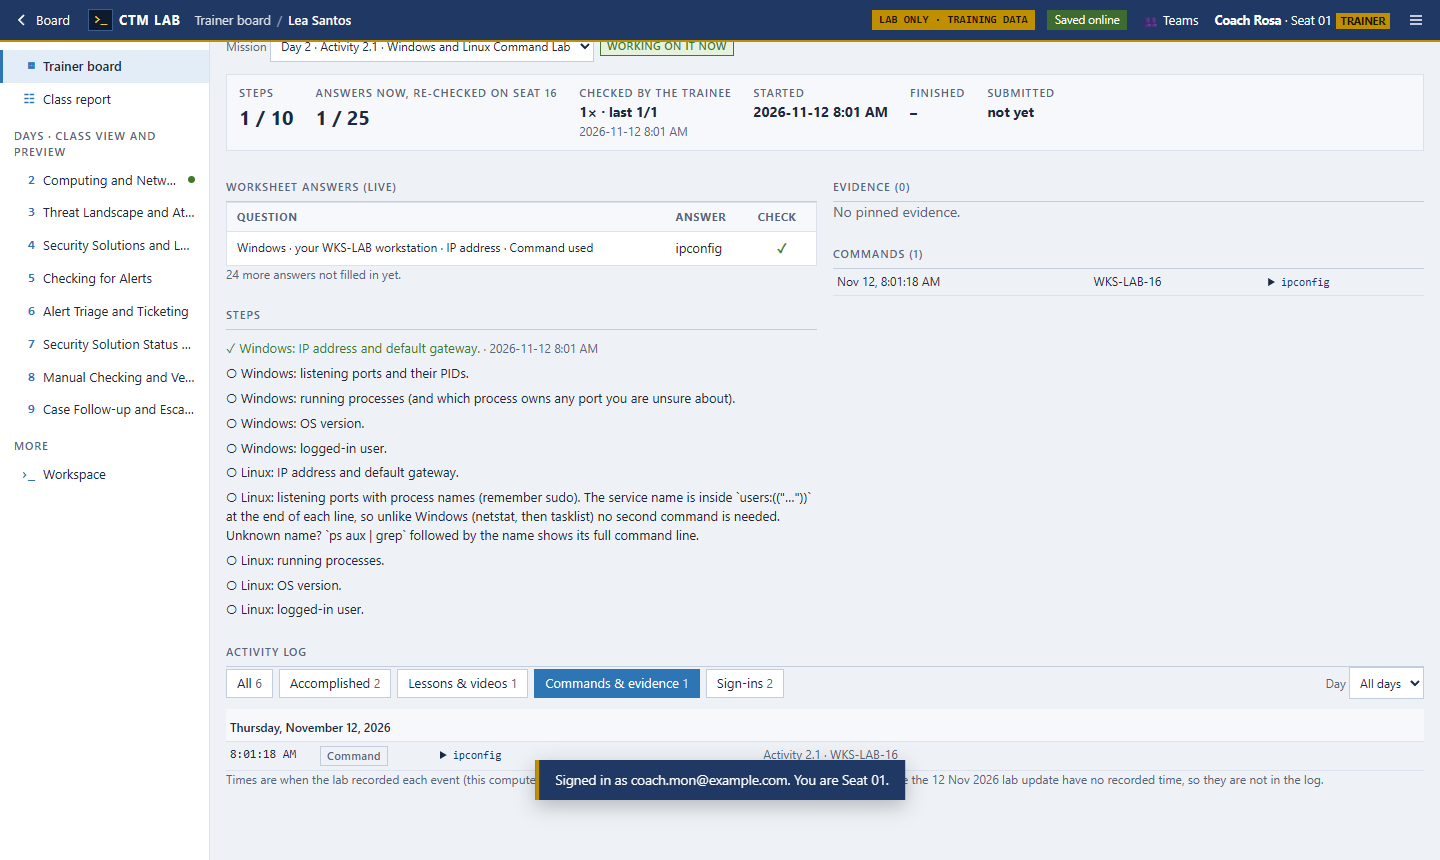 Board
>_ CTM LAB
Trainer board / Lea Santos
LAB ONLY · TRAINING DATA
Saved online
Teams
Coach Rosa · Seat 01 TRAINER
Trainer board
Class report
DAYS · CLASS VIEW AND
PREVIEW
2 Computing and Netw...
3 Threat Landscape and At...
4 Security Solutions and L...
5 Checking for Alerts
6 Alert Triage and Ticketing
7 Security Solution Status ...
8 Manual Checking and Ve...
9 Case Follow-up and Esca...
MORE
>_ Workspace
Mission Day 2 · Activity 2.1 · Windows and Linux Command Lab WORKING ON IT NOW
STEPS
1 / 10
ANSWERS NOW, RE-CHECKED ON SEAT 16
1 / 25
CHECKED BY THE TRAINEE
1× · last 1/1
2026-11-12 8:01 AM
STARTED
2026-11-12 8:01 AM
FINISHED
–
SUBMITTED
not yet
WORKSHEET ANSWERS (LIVE)
QUESTION ANSWER CHECK
Windows · your WKS-LAB workstation · IP address · Command used ipconfig ✓
24 more answers not filled in yet.
EVIDENCE (0)
No pinned evidence.
COMMANDS (1)
Nov 12, 8:01:18 AM WKS-LAB-16 ▶ ipconfig
STEPS
✓ Windows: IP address and default gateway. · 2026-11-12 8:01 AM
○ Windows: listening ports and their PIDs.
○ Windows: running processes (and which process owns any port you are unsure about).
○ Windows: OS version.
○ Windows: logged-in user.
○ Linux: IP address and default gateway.
○ Linux: listening ports with process names (remember sudo). The service name is inside `users:(("..."))`
at the end of each line, so unlike Windows (netstat, then tasklist) no second command is needed.
Unknown name? `ps aux | grep` followed by the name shows its full command line.
○ Linux: running processes.
○ Linux: OS version.
○ Linux: logged-in user.
ACTIVITY LOG
All 6
Accomplished 2
Lessons & videos 1
Commands & evidence 1
Sign-ins 2
Day All days
Thursday, November 12, 2026
8:01:18 AM Command ▶ ipconfig Activity 2.1 · WKS-LAB-16
Times are when the lab recorded each event (this compute
the 12 Nov 2026 lab update have no recorded time, so they are not in the log.
Signed in as coach.mon@example.com. You are Seat 01.